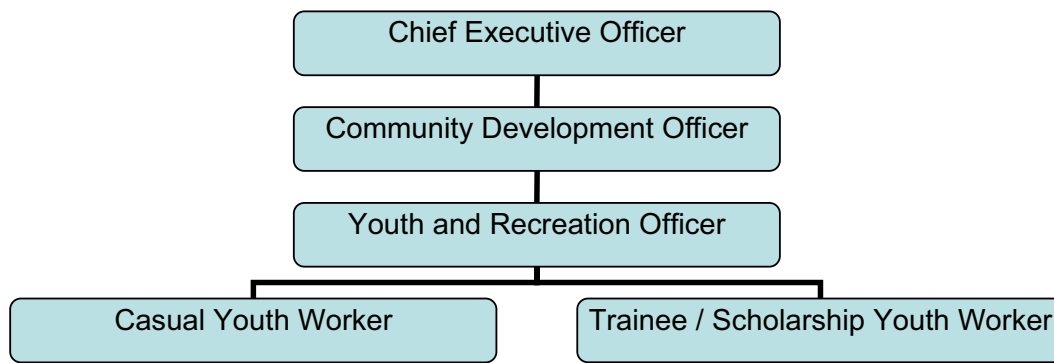 Chief Executive Officer
Community Development Officer
Youth and Recreation Officer
Casual Youth Worker
Trainee / Scholarship Youth Worker